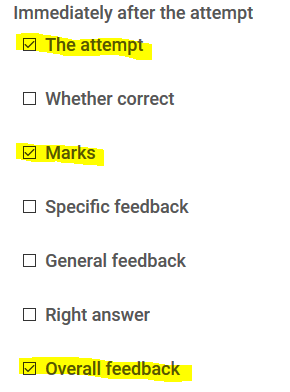 Immediately after the attempt
The attempt
Whether correct
Marks
Specific feedback
General feedback
Right answer
Overall feedback